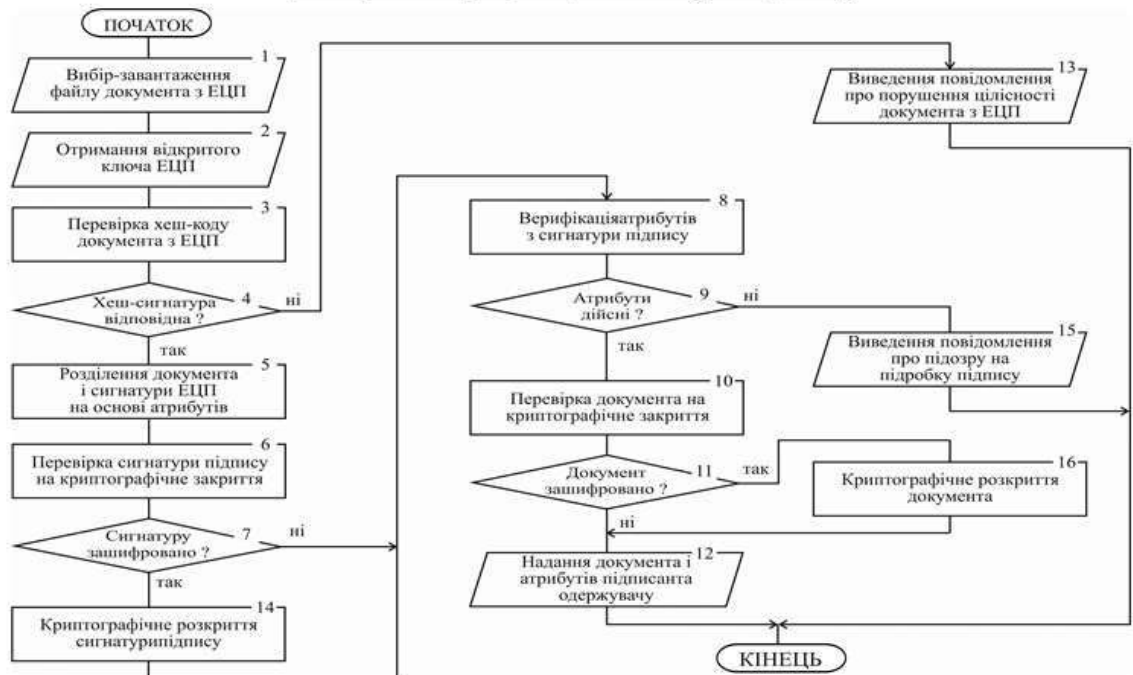 ПОЧАТОК
1
Вибір-завантаження
файлу документа з ЕЦП
2
Отримання відкритого
ключа ЕЦП
3
Перевірка хеш-коду
документа з ЕЦП
Хеш-сигнатура
відповідна ?
4
ні
так
5
Розділення документа
і сигнатури ЕЦП
на основі атрибутів
6
Перевірка сигнатури підпису
на криптографічне закриття
Сигнатуру
зашифровано ?
7
ні
так
14
Криптографічне розкриття
сигнатурипідпису
8
Верифікаціяатрибутів
з сигнатури підпису
Атрибути
дійсні ?
9
ні
так
10
Перевірка документа на
криптографічне закриття
Документ
зашифровано ?
11
так
ні
12
Надання документа і
атрибутів підписанта
одержувачу
13
Виведення повідомлення
про порушення цілісності
документа з ЕЦП
15
Виведення повідомлення
про підозру на
підробку підпису
16
Криптографічне розкриття
документа
КІНЕЦЬ